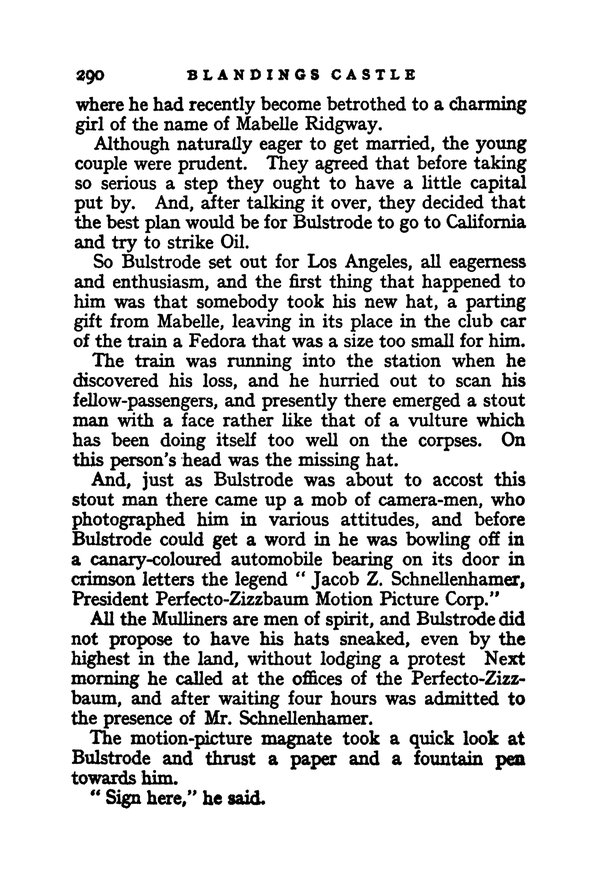 290 BLANDINGS CASTLE
where he had recently become betrothed to a charming
girl of the name of Mabelle Ridgway.
Although naturally eager to get married, the young
couple were prudent. They agreed that before taking
so serious a step they ought to have a little capital
put by. And, after talking it over, they decided that
the best plan would be for Bulstrode to go to California
and try to strike Oil.
So Bulstrode set out for Los Angeles, all eagerness
and enthusiasm, and the first thing that happened to
him was that somebody took his new hat, a parting
gift from Mabelle, leaving in its place in the club car
of the train a Fedora that was a size too small for him.
The train was running into the station when he
discovered his loss, and he hurried out to scan his
fellow-passengers, and presently there emerged a stout
man with a face rather like that of a vulture which
has been doing itself too well on the corpses. On
this person's head was the missing hat.
And, just as Bulstrode was about to accost this
stout man there came up a mob of camera-men, who
photographed him in various attitudes, and before
Bulstrode could get a word in he was bowling off in
a canary-coloured automobile bearing on its door in
crimson letters the legend “ Jacob Z. Schnellenhamer,
President Perfecto-Zizzbaum Motion Picture Corp.”
All the Mulliners are men of spirit, and Bulstrode did
not propose to have his hats sneaked, even by the
highest in the land, without lodging a protest Next
morning he called at the offices of the Perfecto-Zizz-
baum, and after waiting four hours was admitted to
the presence of Mr. Schnellenhamer.
The motion-picture magnate took a quick look at
Bulstrode and thrust a paper and a fountain pen
towards him.
“ Sign here,” he said.